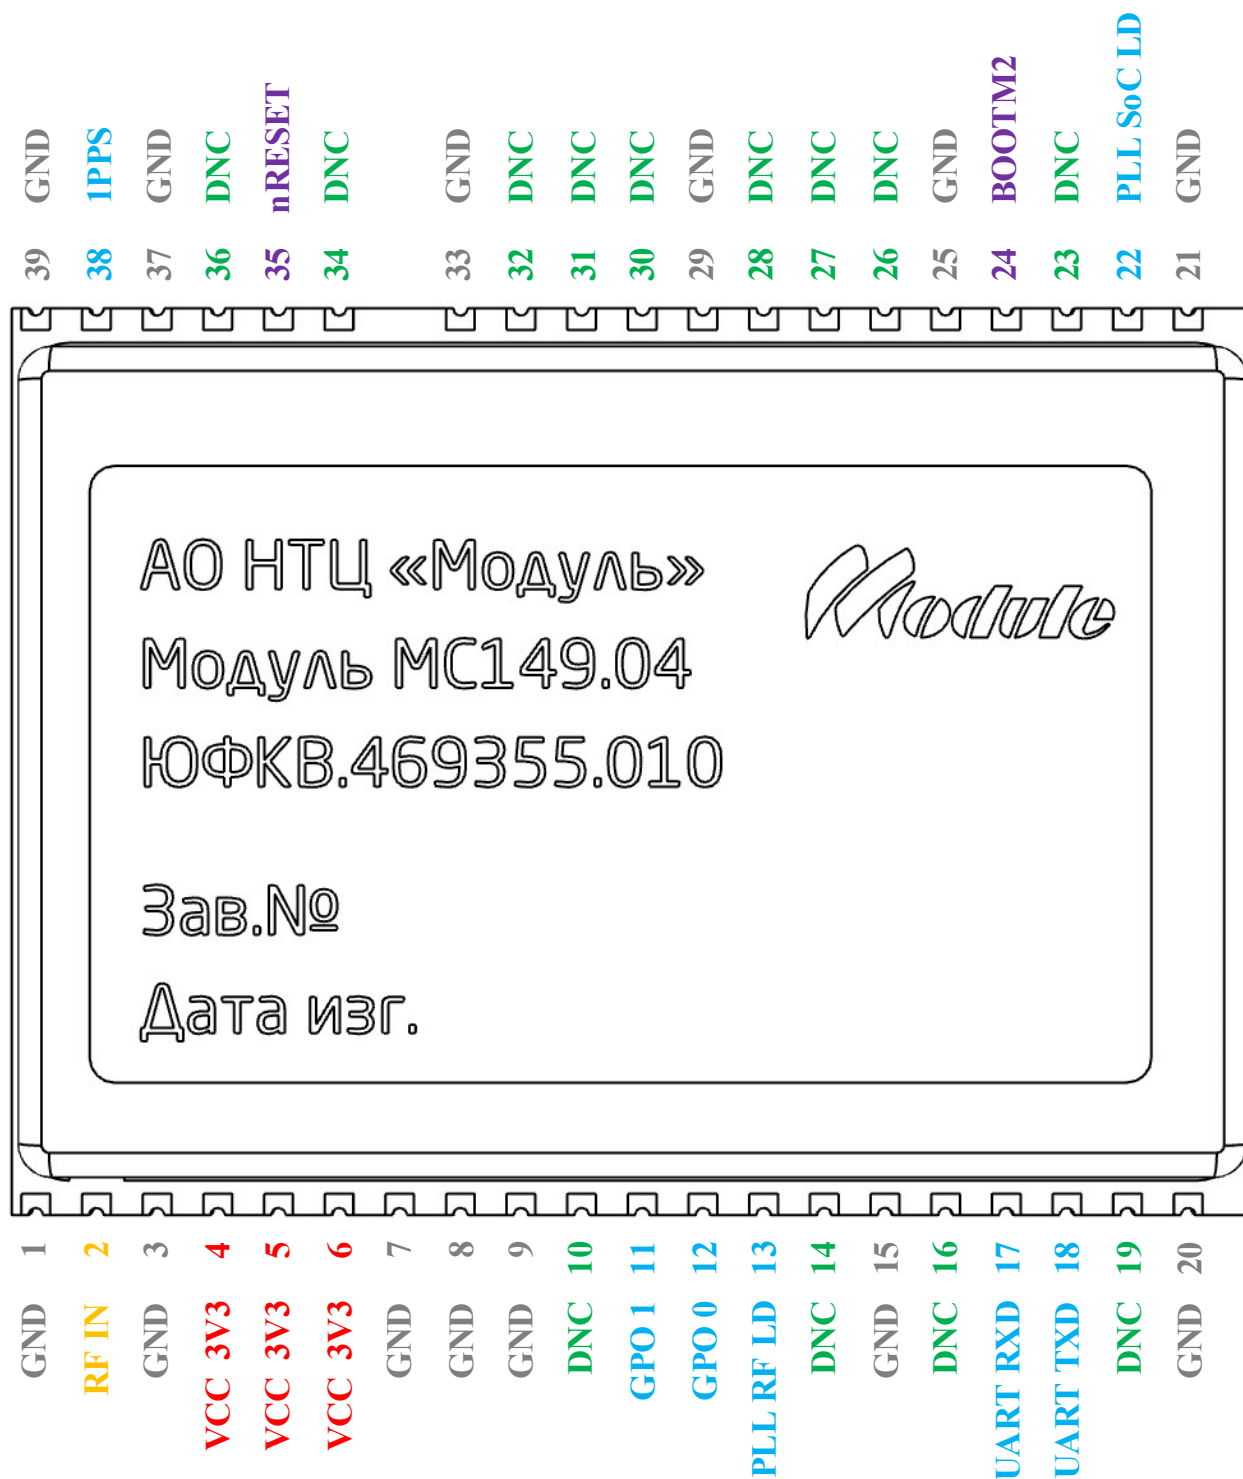 GND
1PPS
GND
DNC
nRESET
DNC
GND
DNC
DNC
DNC
GND
DNC
DNC
DNC
GND
BOOTM2
DNC
PLL SoC LD
GND
39
38
37
36
35
34
33
32
31
30
29
28
27
26
25
24
23
22
21
АО НТЦ «Модуль»
Module
Модуль МС149.04
ЮФКВ.469355.010
Зав.№
Дата изг.
1
2
3
4
5
6
7
8
9
10
11
12
13
14
15
16
17
18
19
20
GND
RF IN
GND
VCC 3V3
VCC 3V3
VCC 3V3
GND
GND
GND
DNC
GPO 1
GPO 0
PLL RF LD
DNC
GND
DNC
UART RXD
UART TXD
DNC
GND